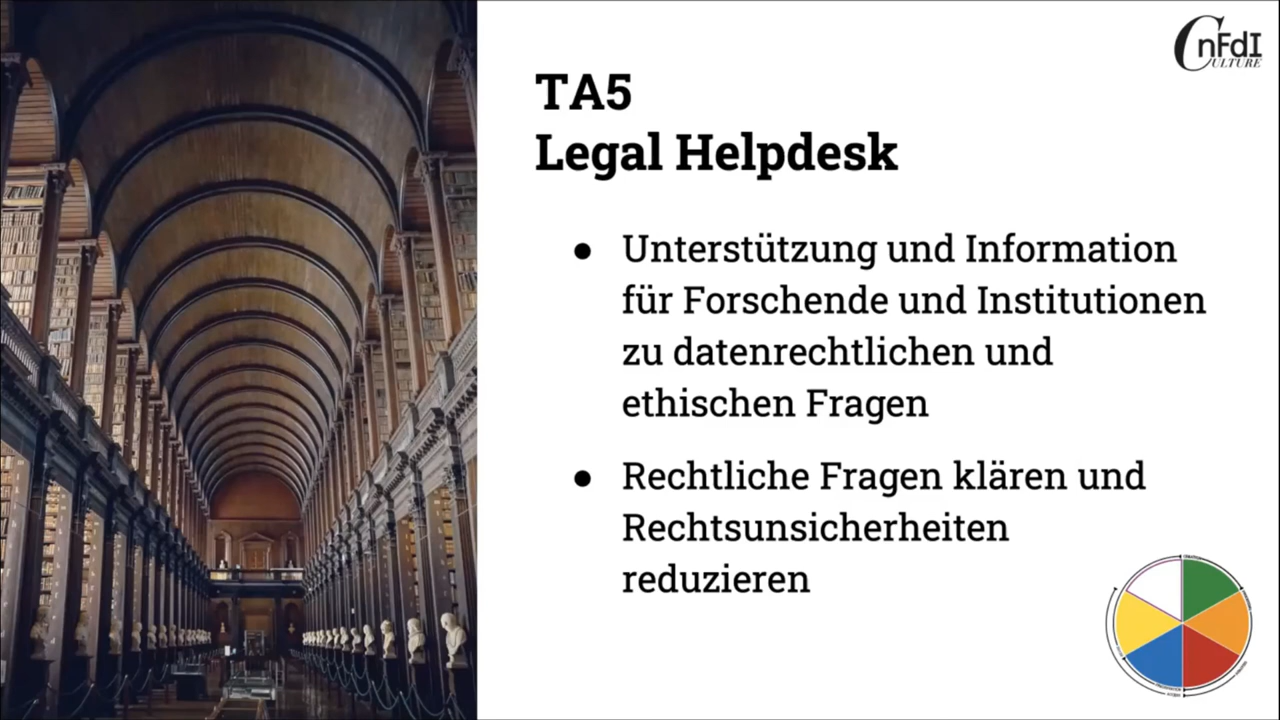 nFdI
CULTURE
TA5
Legal Helpdesk
● Unterstützung und Information
für Forschende und Institutionen
zu datenrechtlichen und
ethischen Fragen
● Rechtliche Fragen klären und
Rechtsunsicherheiten
reduzieren